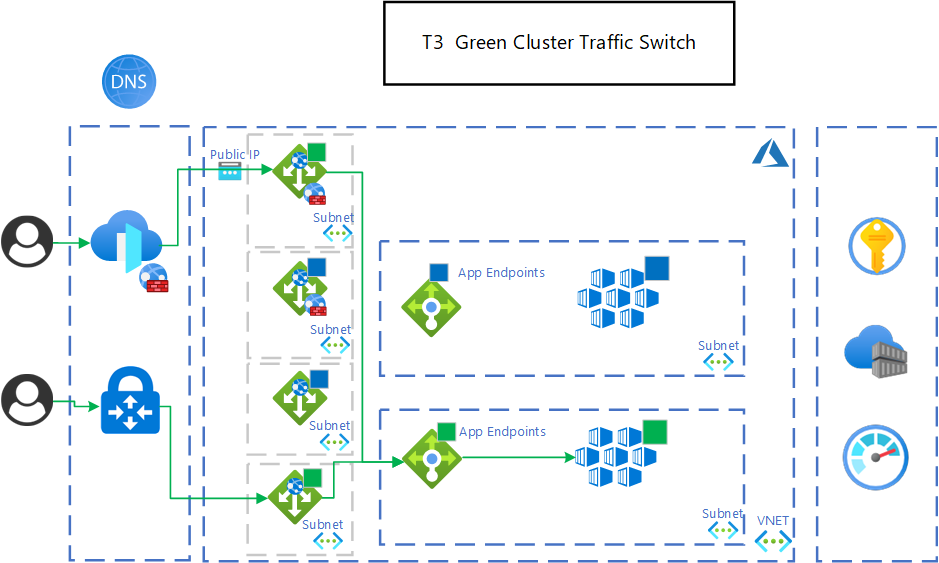 T3 Green Cluster Traffic Switch
DNS
Public IP
Subnet
Subnet
Subnet
Subnet
App Endpoints
Subnet
App Endpoints
Subnet
VNET